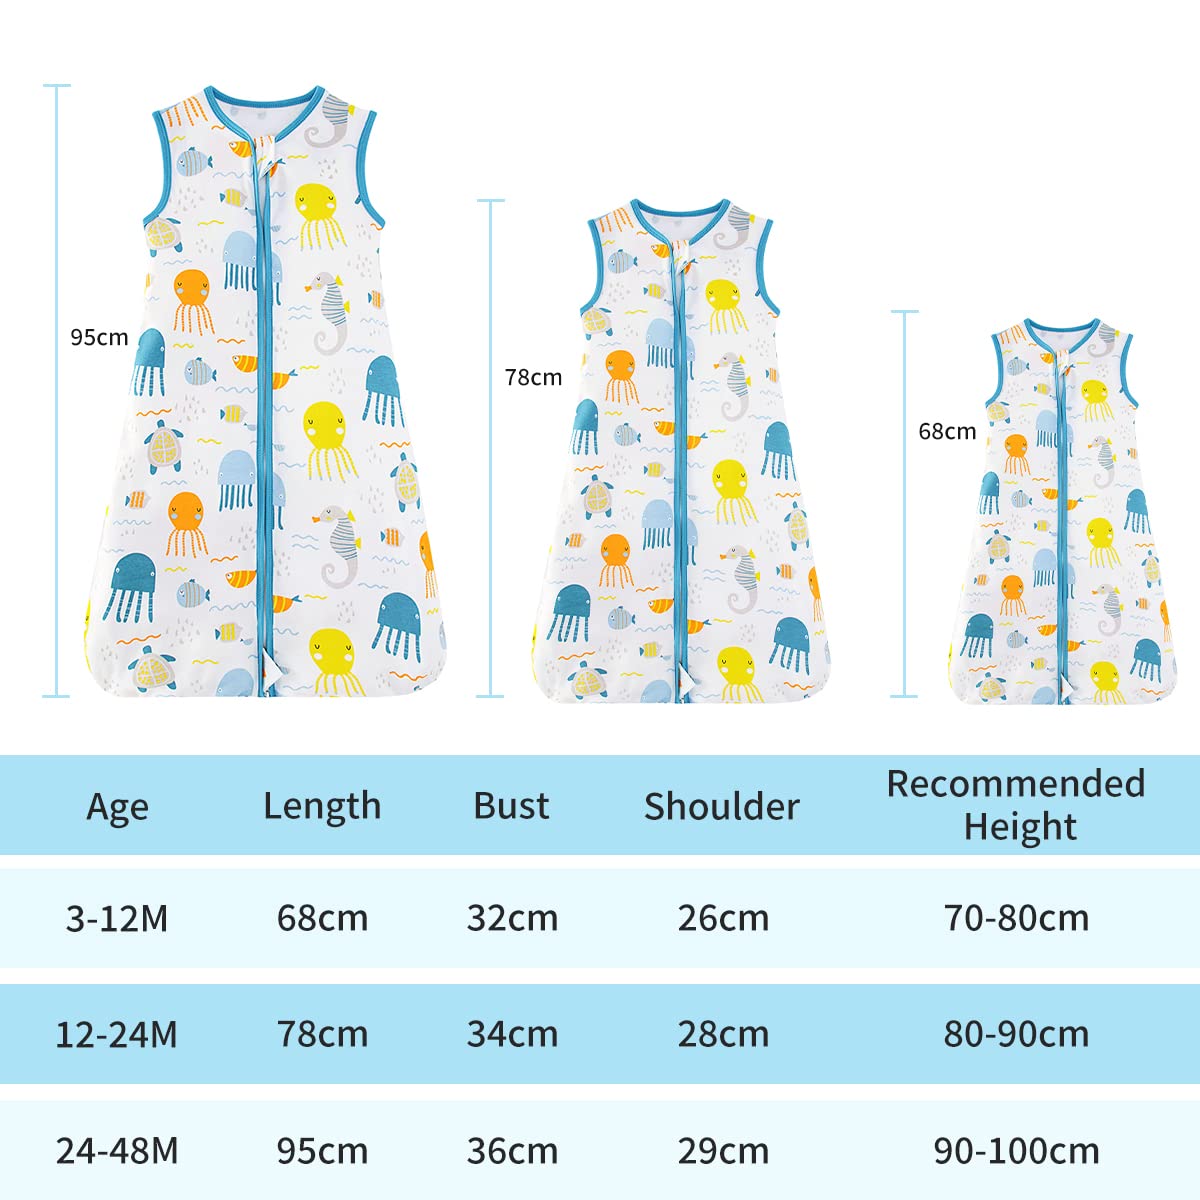 95cm
78cm
68cm
Age Length Bust Shoulder Recommended Height
3-12M 68cm 32cm 26cm 70-80cm
12-24M 78cm 34cm 28cm 80-90cm
24-48M 95cm 36cm 29cm 90-100cm